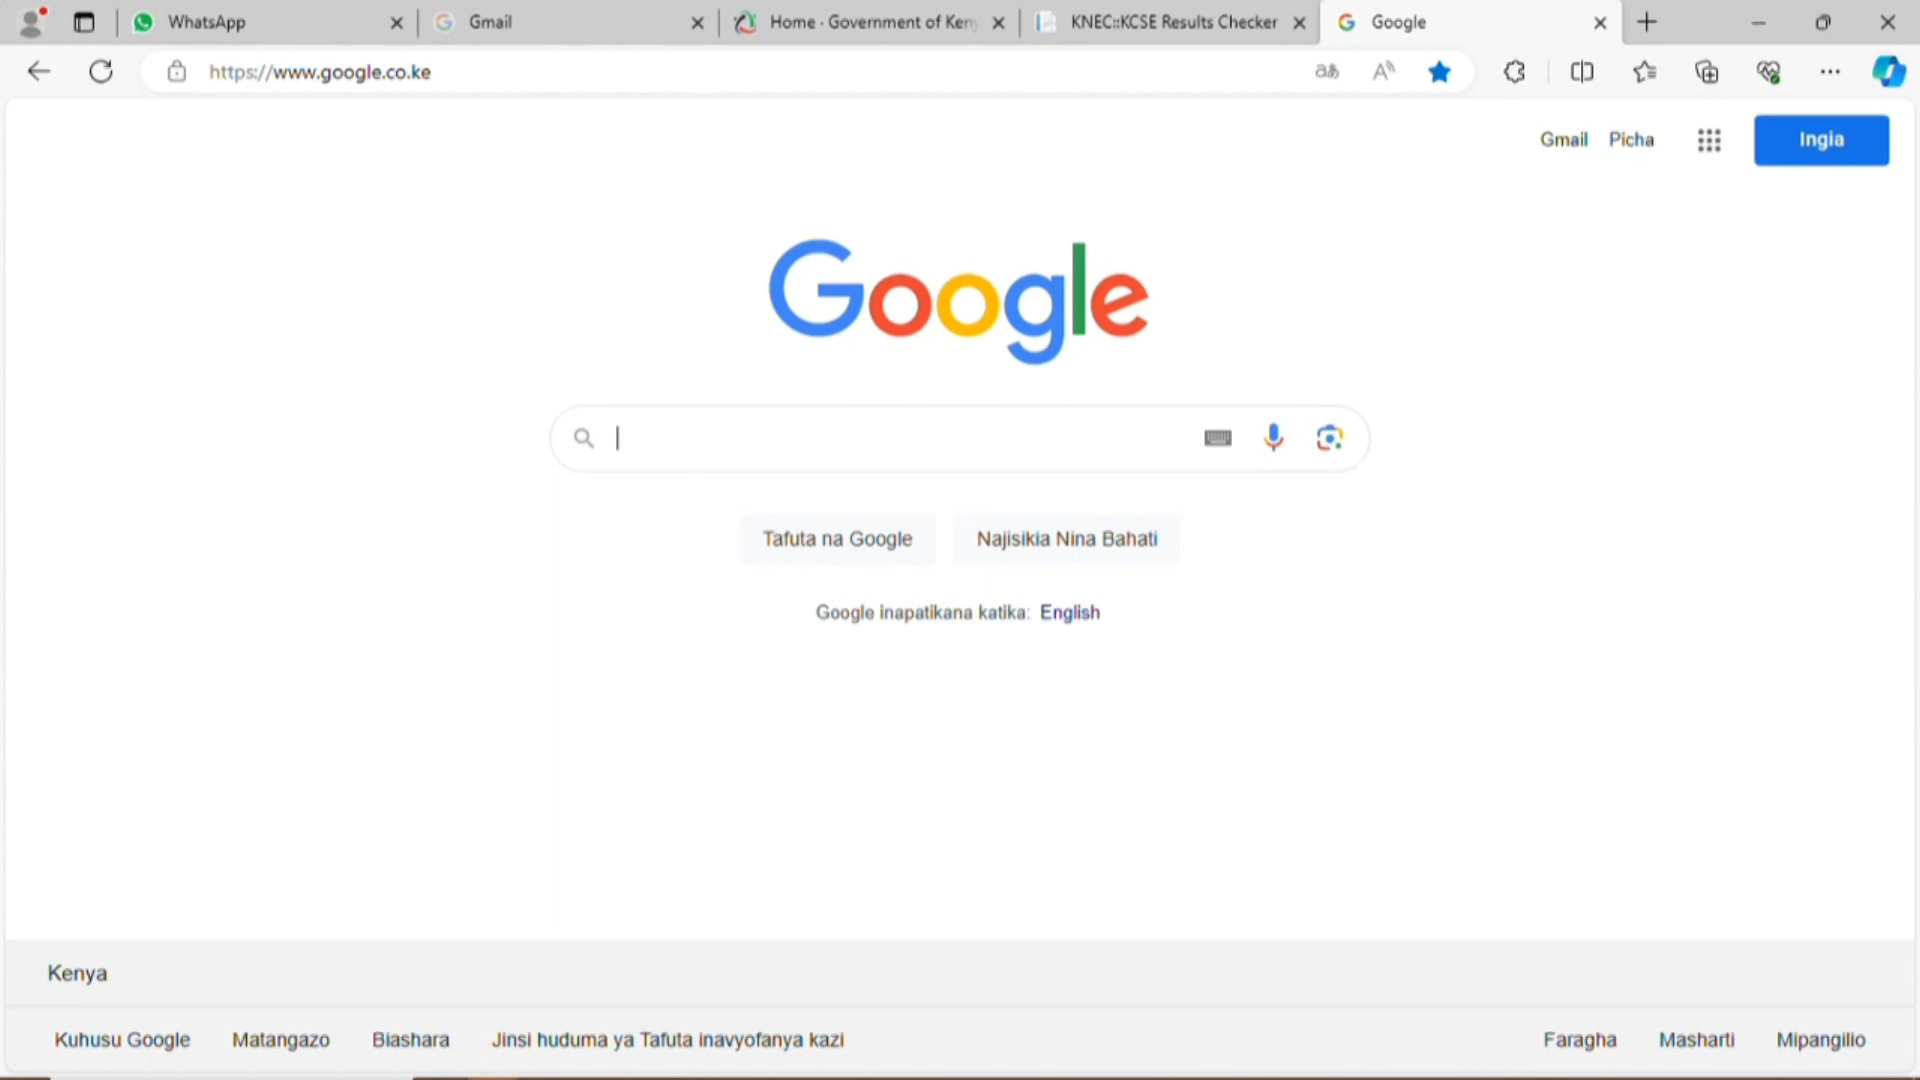 WhatsApp
Gmail
Home · Government of Ken
KNEC::KCSE Results Checker
Google
https://www.google.co.ke
Gmail Picha
Ingia
Google
Tafuta na Google
Najisikia Nina Bahati
Google inapatikana katika: English
Kenya
Kuhusu Google Matangazo Biashara Jinsi huduma ya Tafuta inavyofanya kazi Faragha Masharti Mipangilio